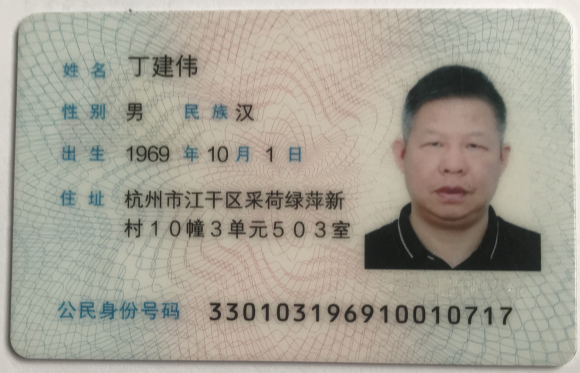 姓名 丁建伟
性别 男 民族 汉
出生 1969 年 10 月 1 日
住址 杭州市江干区采荷绿萍新
村10幢3单元503室
公民身份号码 330103196910010717